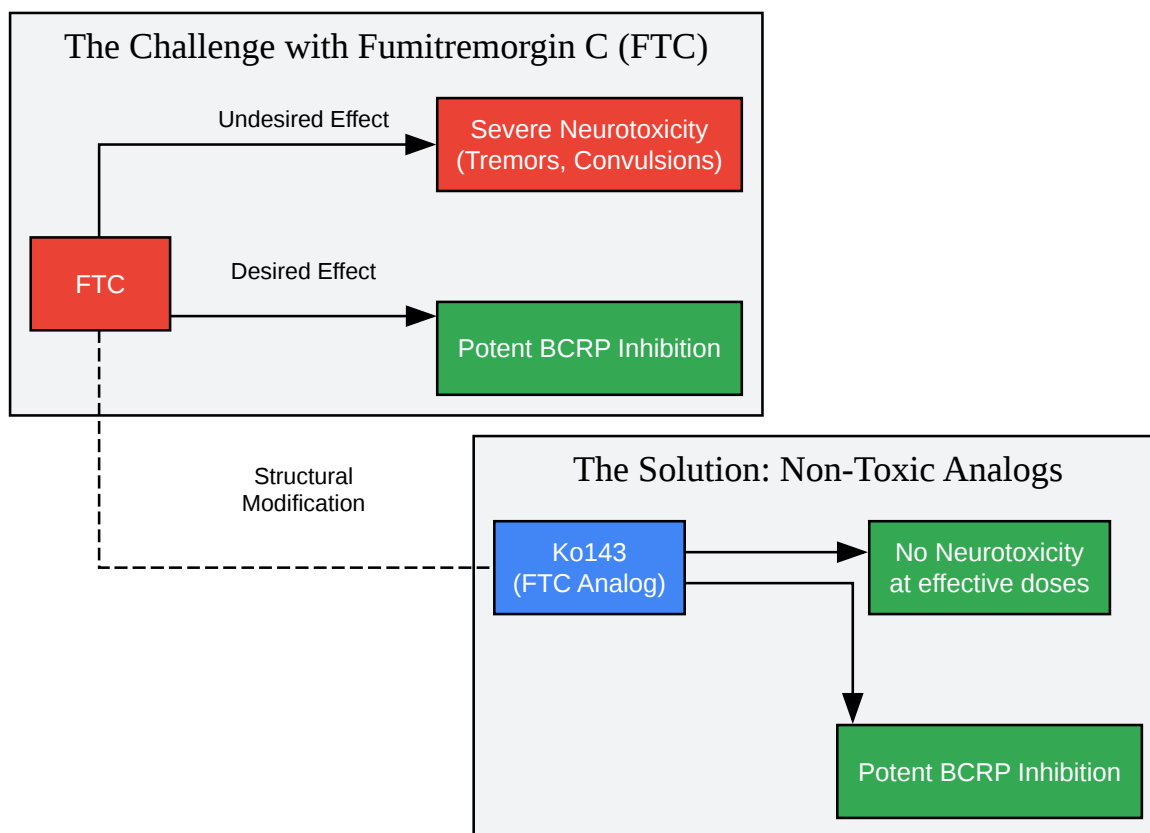 The Challenge with Fumitremorgin C (FTC)
Undesired Effect
Severe Neurotoxicity
(Tremors, Convulsions)
FTC
Desired Effect
Potent BCRP Inhibition
Structural
Modification
The Solution: Non-Toxic Analogs
Ko143
(FTC Analog)
No Neurotoxicity
at effective doses
Potent BCRP Inhibition